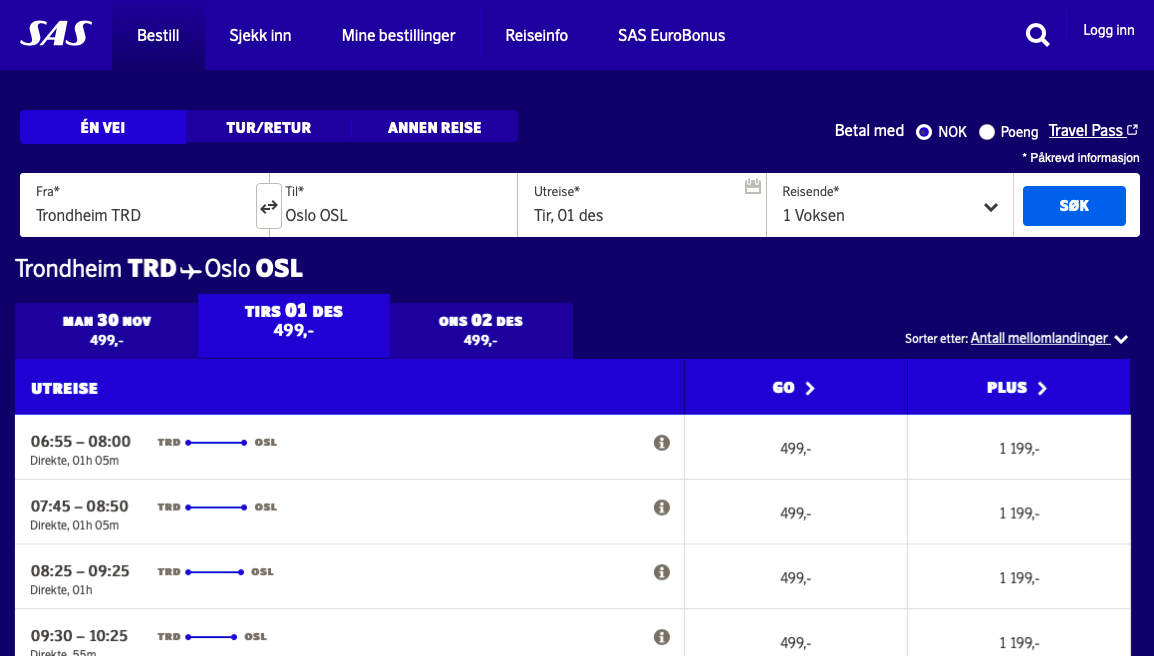 SAS
Bestill
Sjekk inn
Mine bestillinger
Reiseinfo
SAS EuroBonus
Logg inn
ÉN VEI
TUR/RETUR
ANNEN REISE
Betal med NOK Poeng Travel Pass
* Påkrevd informasjon
Fra*
Trondheim TRD
Til*
Oslo OSL
Utreise*
Tir, 01 des
Reisende*
1 Voksen
SØK
Trondheim TRD Oslo OSL
MAN 30 NOV
499,-
TIRS 01 DES
499,-
ONS 02 DES
499,-
Sorter etter: Antall mellomlandinger
UTREISE GO PLUS
06:55 – 08:00 TRD OSL 499,- 1 199,-
Direkte, 01h 05m
07:45 – 08:50 TRD OSL 499,- 1 199,-
Direkte, 01h 05m
08:25 – 09:25 TRD OSL 499,- 1 199,-
Direkte, 01h
09:30 – 10:25 TRD OSL 499,- 1 199,-
Direkte, 55m